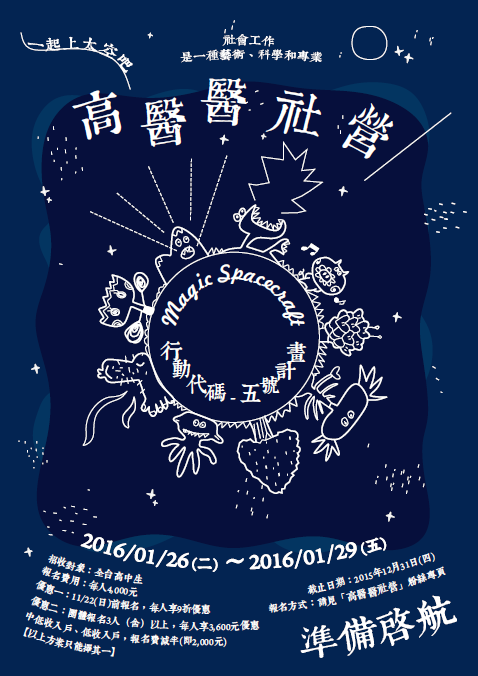 一起上太空吧
社會工作
是一種藝術、科學和專業
高醫醫社營
Magic Spacecraft
行動代碼-五號計畫
2016/01/26(二)～2016/01/29(五)
招收對象：全台高中生
報名費用：每人4,000元
優惠一：11/22(日)前報名，每人享9折優惠
優惠二：團體報名3人（含）以上，每人享3,600元優惠
中低收入戶、低收入戶，報名費減半(即2,000元)
【以上方案只能擇其一】
截止日期：2015年12月31日(四)
報名方式：請見「高醫醫社營」粉絲專頁
準備啓航